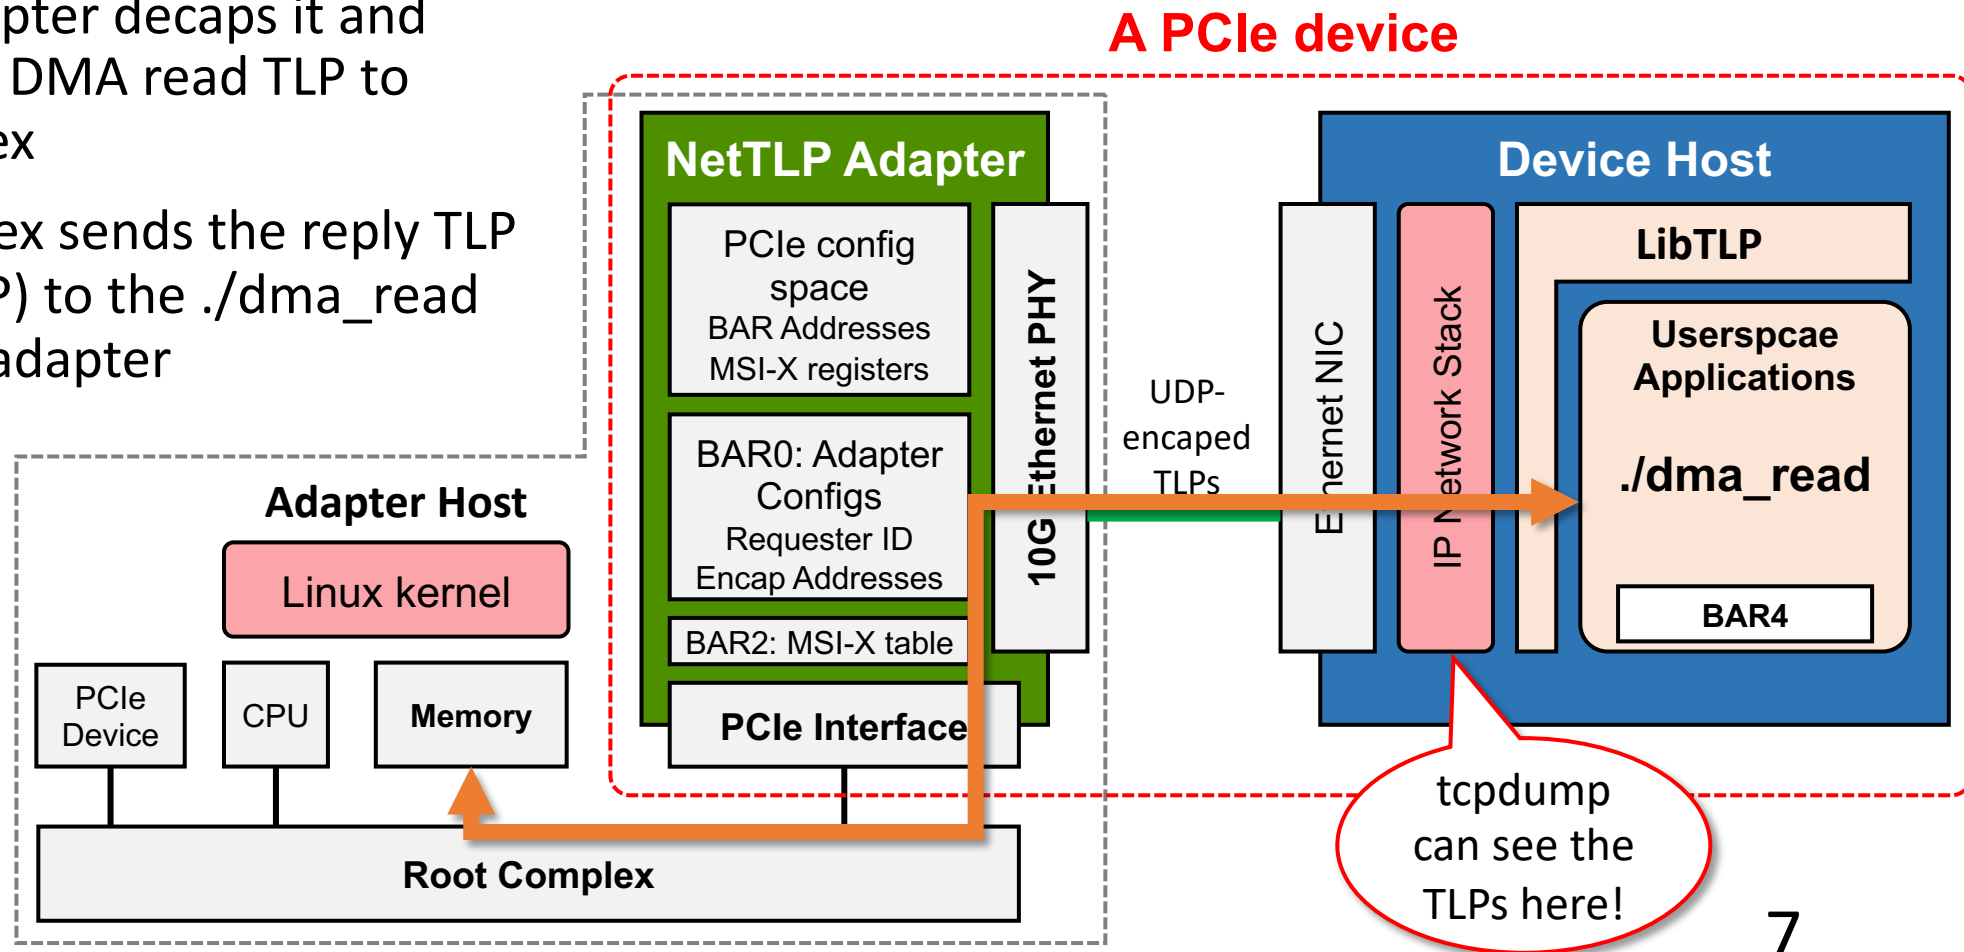 pter decaps it and
DMA read TLP to
ex
ex sends the reply TLP
P) to the ./dma_read
adapter
A PCIe device
NetTLP Adapter
PCIe config
space
BAR Addresses
MSI-X registers
BAR0: Adapter
Configs
Requester ID
Encap Addresses
BAR2: MSI-X table
PCIe Interface
10G Ethernet PHY
UDP-
encaped
TLPs
Device Host
Ethernet NIC
IP Network Stack
LibTLP
Userspcae
Applications
./dma_read
BAR4
Adapter Host
Linux kernel
PCIe
Device
CPU
Memory
Root Complex
tcpdump
can see the
TLPs here!
7